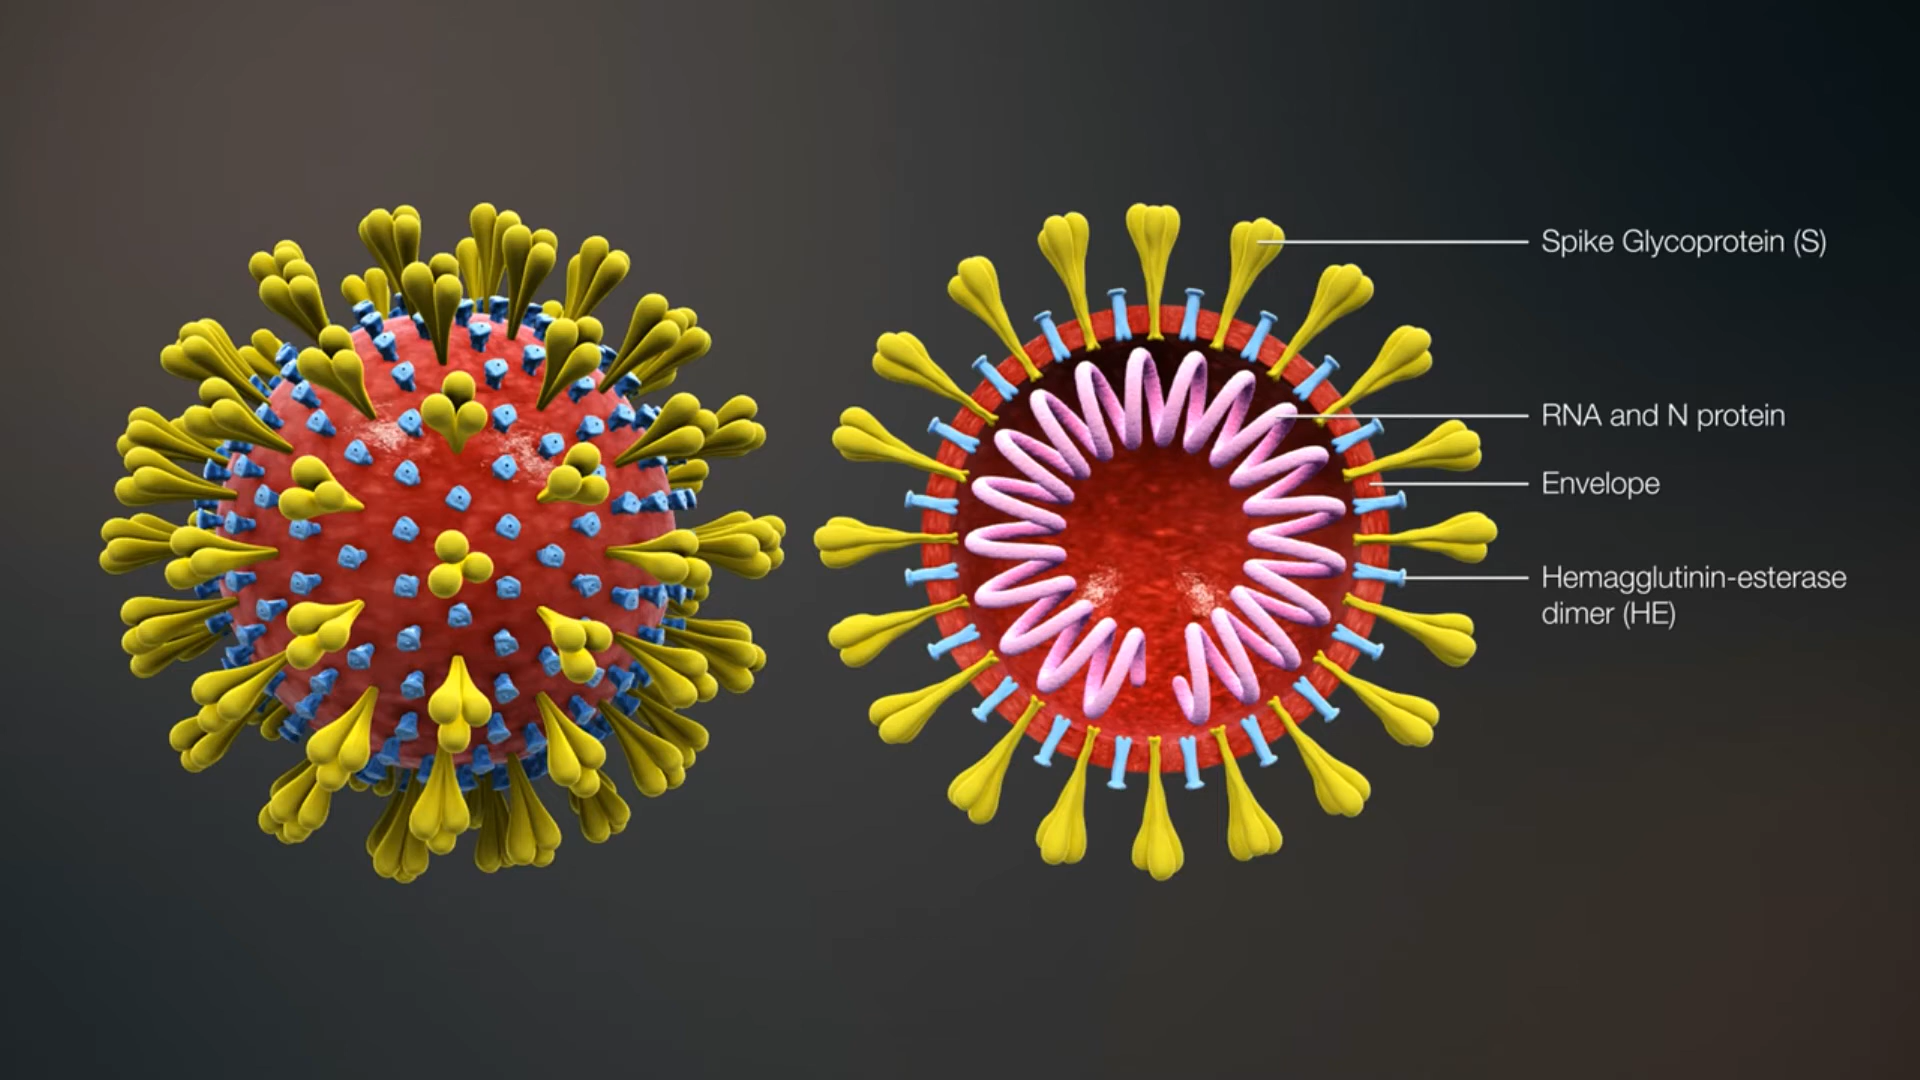 Spike Glycoprotein (S)
RNA and N protein
Envelope
Hemagglutinin-esterase
dimer (HE)